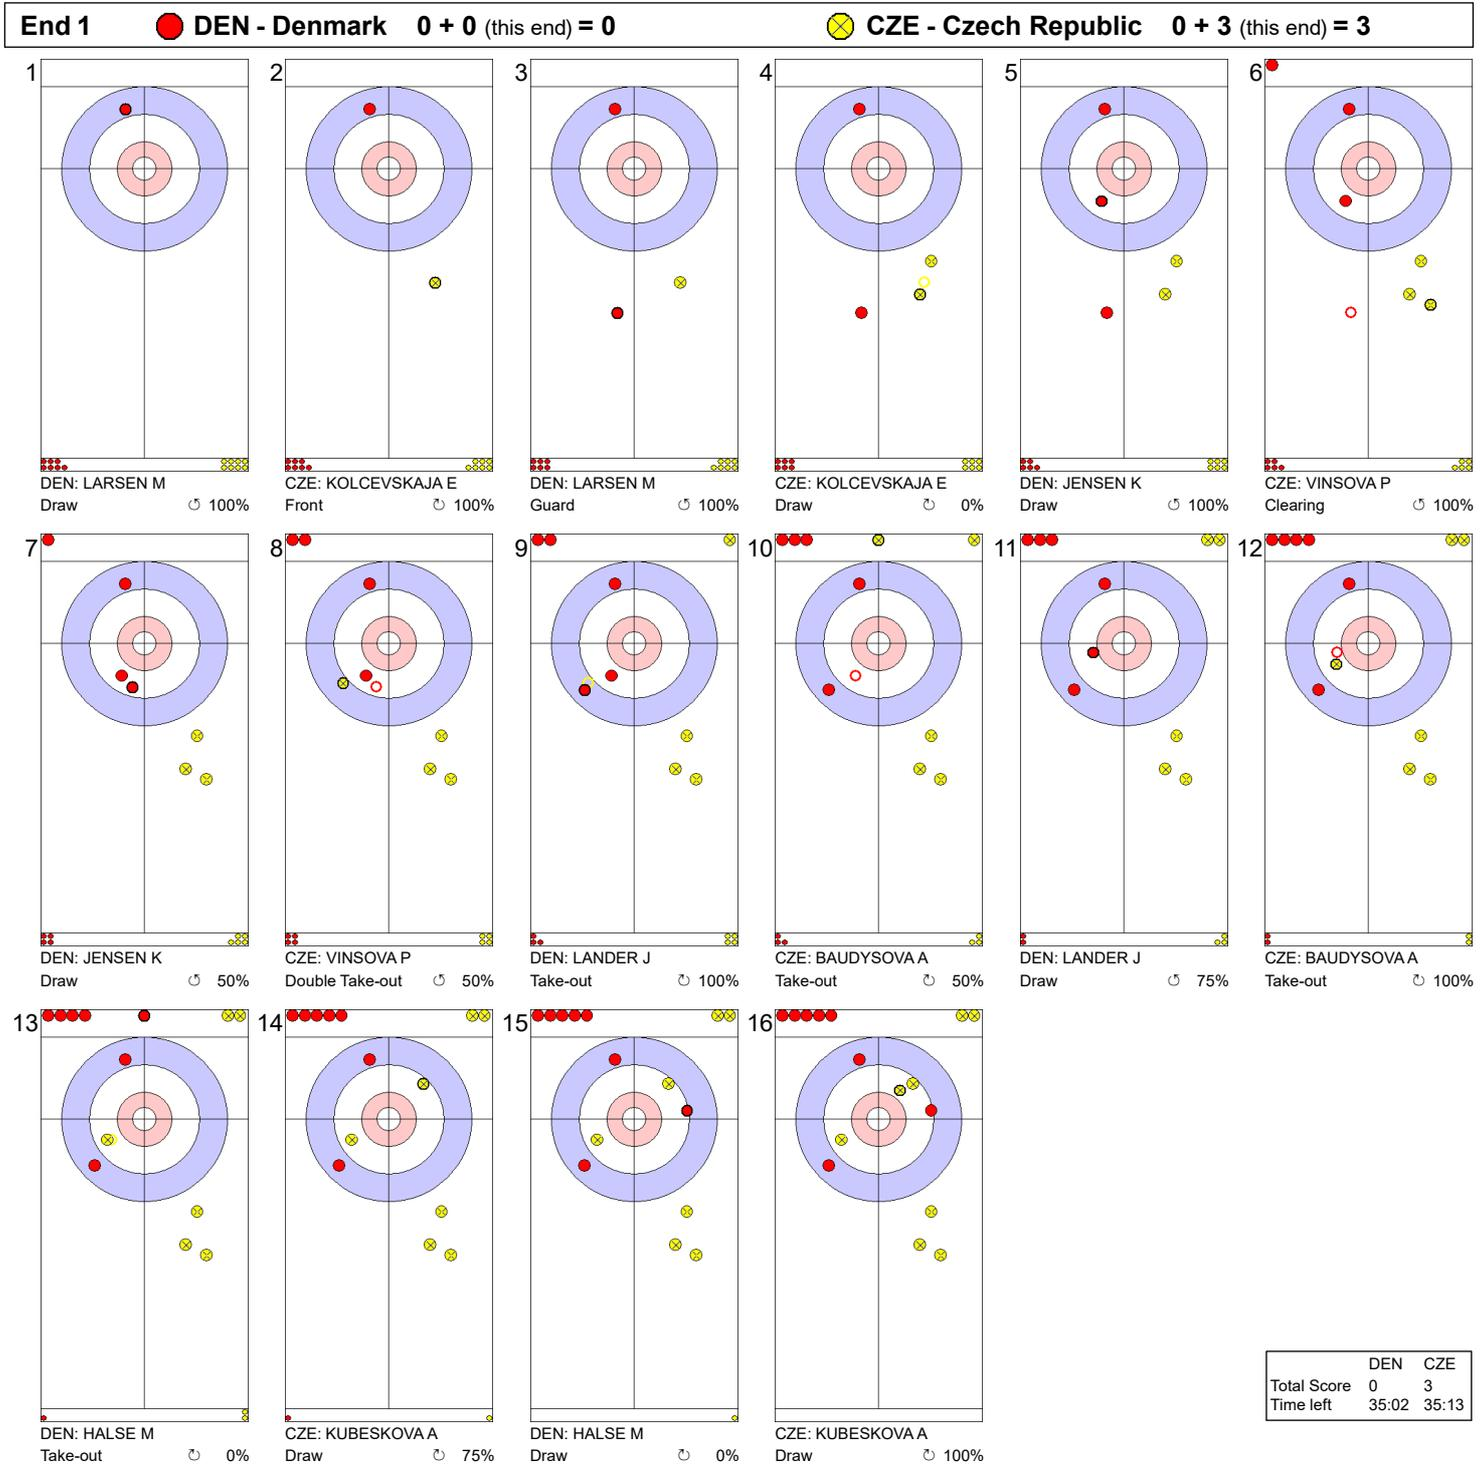 End 1 DEN - Denmark 0 + 0 (this end) = 0 CZE - Czech Republic 0 + 3 (this end) = 3
1 2 3 4 5 6
DEN: LARSEN M CZE: KOLCEVSKAJA E DEN: LARSEN M CZE: KOLCEVSKAJA E DEN: JENSEN K CZE: VINSOVA P
Draw 100% Front 100% Guard 100% Draw 0% Draw 100% Clearing 100%
7 8 9 10 11 12
DEN: JENSEN K CZE: VINSOVA P DEN: LANDER J CZE: BAUDYSOVA A DEN: LANDER J CZE: BAUDYSOVA A
Draw 50% Double Take-out 50% Take-out 100% Take-out 50% Draw 75% Take-out 100%
13 14 15 16
DEN CZE
Total Score 0 3
Time left 35:02 35:13
DEN: HALSE M CZE: KUBESKOVA A DEN: HALSE M CZE: KUBESKOVA A
Take-out 0% Draw 75% Draw 0% Draw 100%